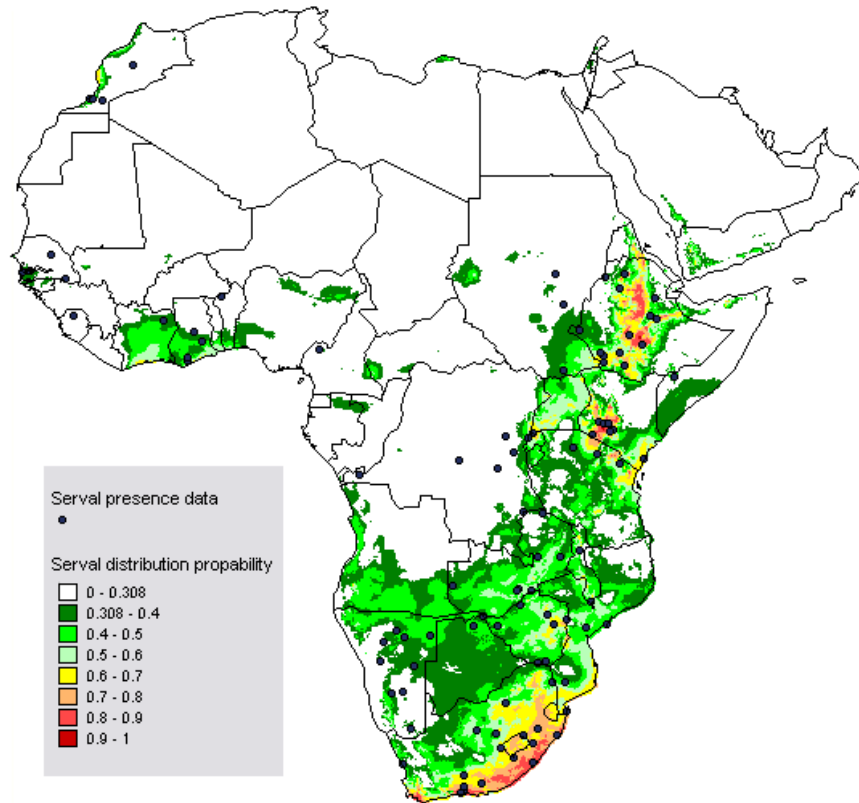 Serval presence data
Serval distribution propability
0 - 0.308
0.308 - 0.4
0.4 - 0.5
0.5 - 0.6
0.6 - 0.7
0.7 - 0.8
0.8 - 0.9
0.9 - 1